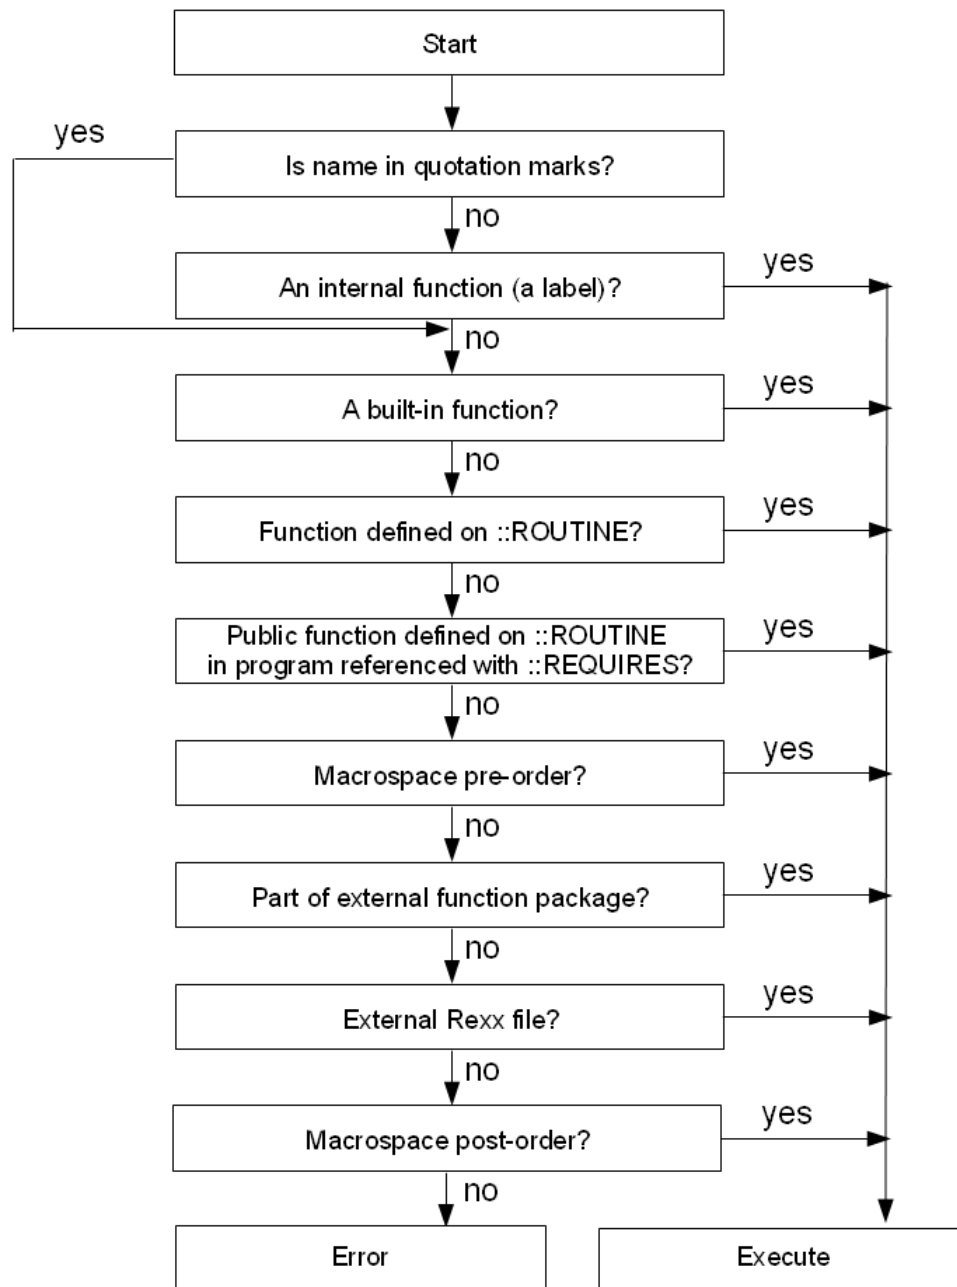 Start
yes
Is name in quotation marks?
no
An internal function (a label)?
yes
no
A built-in function?
yes
no
Function defined on ::ROUTINE?
yes
no
Public function defined on ::ROUTINE
in program referenced with ::REQUIRES?
yes
no
Macrospace pre-order?
yes
no
Part of external function package?
yes
no
External Rexx file?
yes
no
Macrospace post-order?
yes
no
Error
Execute